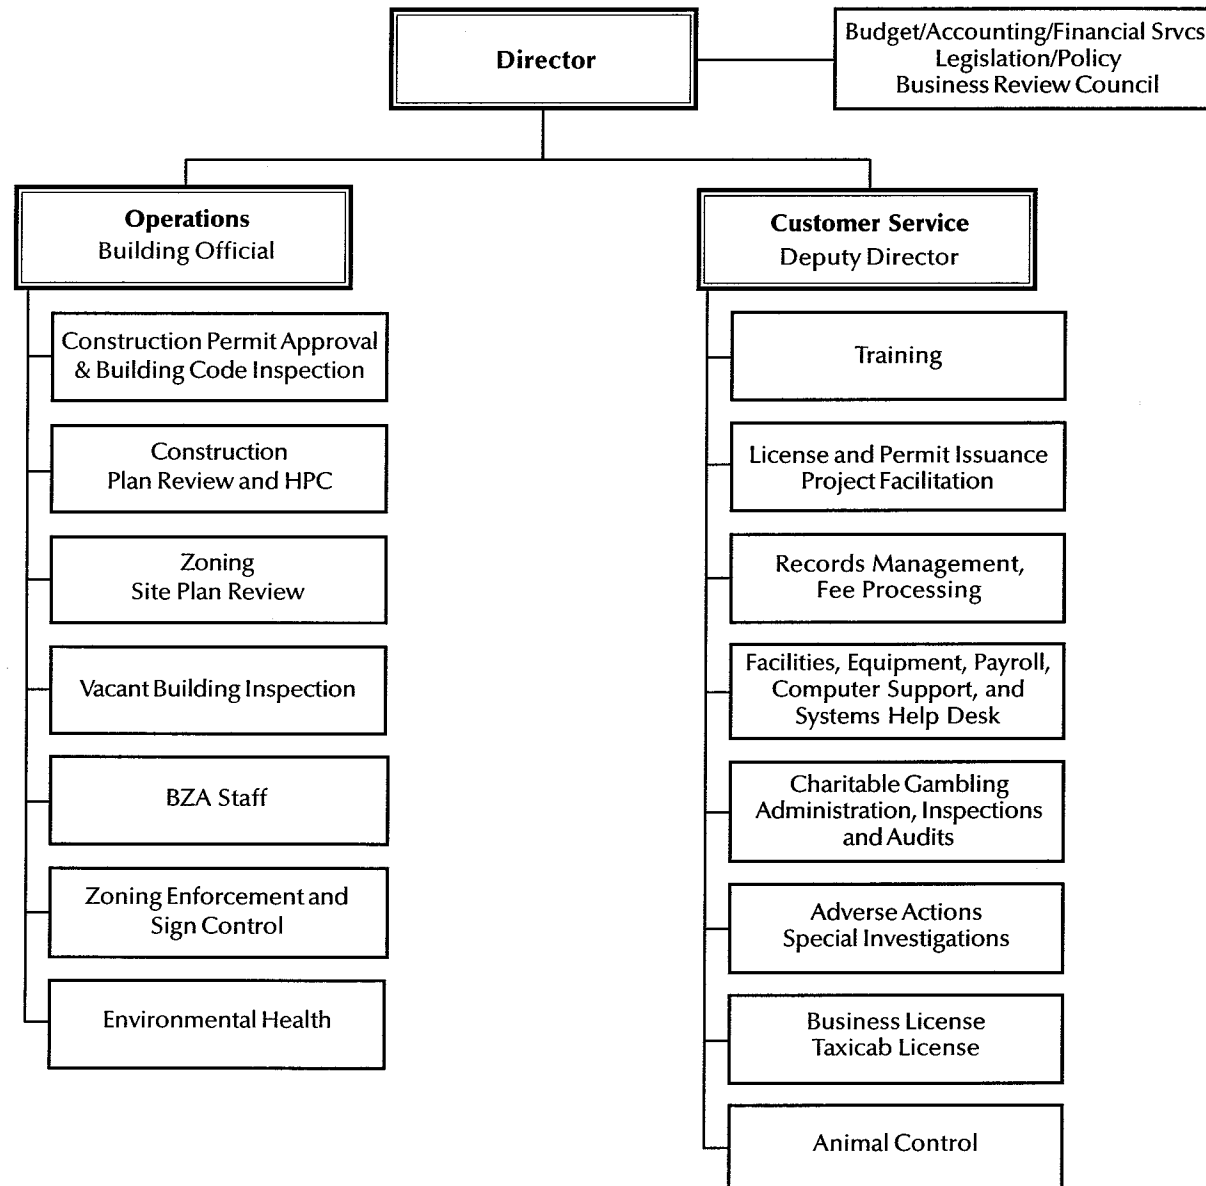 Director
Budget/Accounting/Financial Srvcs
Legislation/Policy
Business Review Council
Operations
Building Official
Construction Permit Approval
& Building Code Inspection
Construction
Plan Review and HPC
Zoning
Site Plan Review
Vacant Building Inspection
BZA Staff
Zoning Enforcement and
Sign Control
Environmental Health
Customer Service
Deputy Director
Training
License and Permit Issuance
Project Facilitation
Records Management,
Fee Processing
Facilities, Equipment, Payroll,
Computer Support, and
Systems Help Desk
Charitable Gambling
Administration, Inspections
and Audits
Adverse Actions
Special Investigations
Business License
Taxicab License
Animal Control